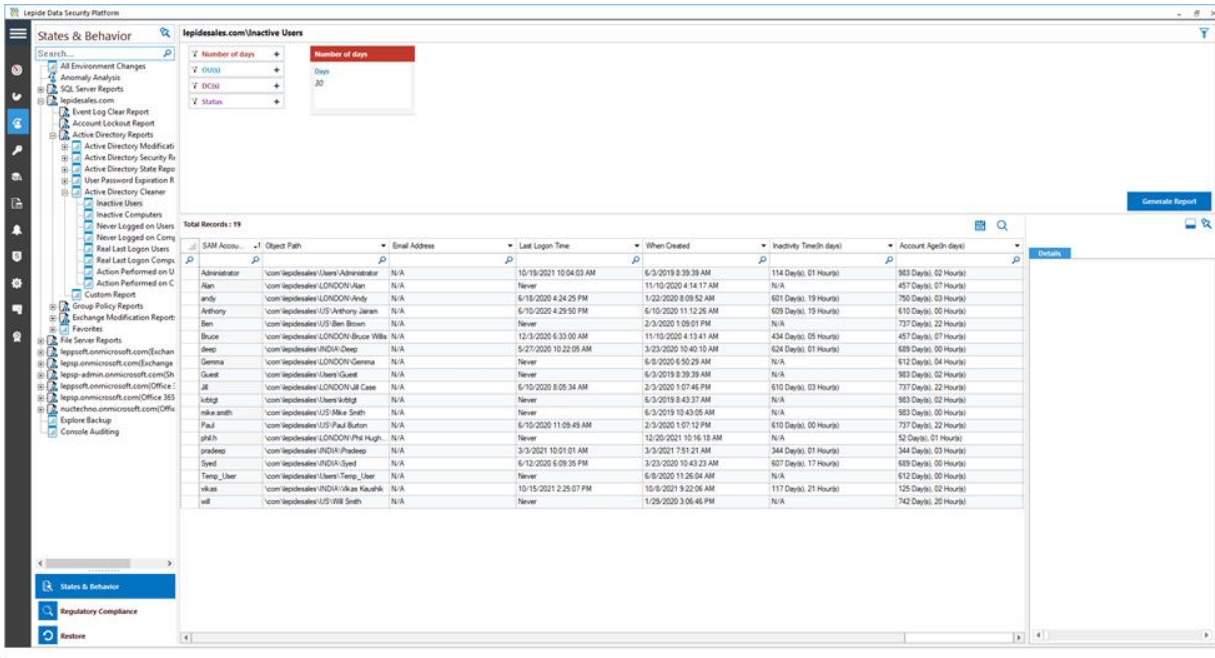 Lepide Data Security Platform
States & Behavior
Search...
All Environment Changes
Anomaly Analysis
SQL Server Reports
lepidesales.com
Event Log Clear Report
Account Lockout Report
Active Directory Reports
Active Directory Modificati
Active Directory Security Re
Active Directory State Repo
User Password Expiration R
Active Directory Cleaner
Inactive Users
Inactive Computers
Never Logged on Users
Never Logged on Comp
Real Last Logon Users
Real Last Logon Compu
Action Performed on U
Action Performed on C
Custom Report
Group Policy Reports
Exchange Modification Report
Favorites
File Server Reports
leppsoft.onmicrosoft.com(Exchan
lepsp.onmicrosoft.com(Exchange
lepsp-admin.onmicrosoft.com(Sh
leppsoft.onmicrosoft.com(Office
lepsp.onmicrosoft.com(Office 365
nuctechno.onmicrosoft.com(Offic
Explore Backup
Console Auditing
States & Behavior
Regulatory Compliance
Restore
lepidesales.com\Inactive Users
Number of days +
OU(s) +
DC(s) +
Status +
Number of days
Days
30
Generate Report
Total Records : 19
SAM Accou... Object Path Email Address Last Logon Time When Created Inactivity Time(In days) Account Age(In days)
Administrator \com\lepidesales\Users\Administrator N/A 10/19/2021 10:04:03 AM 6/3/2019 8:39:39 AM 114 Day(s), 01 Hour(s) 983 Day(s), 02 Hour(s)
Alan \com\lepidesales\LONDON\Alan N/A Never 11/10/2020 4:14:17 AM N/A 457 Day(s), 07 Hour(s)
andy \com\lepidesales\LONDON\Andy N/A 6/18/2020 4:24:25 PM 1/22/2020 8:09:52 AM 601 Day(s), 19 Hour(s) 750 Day(s), 03 Hour(s)
Anthony \com\lepidesales\US\Anthony Jairam N/A 6/10/2020 4:29:50 PM 6/10/2020 11:12:26 AM 609 Day(s), 19 Hour(s) 610 Day(s), 00 Hour(s)
Ben \com\lepidesales\US\Ben Brown N/A Never 2/3/2020 1:09:01 PM N/A 737 Day(s), 22 Hour(s)
Bruce \com\lepidesales\LONDON\Bruce Willis N/A 12/3/2020 6:33:00 AM 11/10/2020 4:13:41 AM 434 Day(s), 05 Hour(s) 457 Day(s), 07 Hour(s)
deep \com\lepidesales\INDIA\Deep N/A 5/27/2020 10:22:05 AM 3/23/2020 10:40:10 AM 624 Day(s), 01 Hour(s) 689 Day(s), 00 Hour(s)
Gemma \com\lepidesales\LONDON\Gemma N/A Never 6/8/2020 6:50:29 AM N/A 612 Day(s), 04 Hour(s)
Guest \com\lepidesales\Users\Guest N/A Never 6/3/2019 8:39:39 AM N/A 983 Day(s), 02 Hour(s)
Jill \com\lepidesales\LONDON\Jill Case N/A 6/10/2020 8:05:34 AM 2/3/2020 1:07:46 PM 610 Day(s), 03 Hour(s) 737 Day(s), 22 Hour(s)
krbtgt \com\lepidesales\Users\krbtgt N/A Never 6/3/2019 8:43:37 AM N/A 983 Day(s), 02 Hour(s)
mike.smith \com\lepidesales\US\Mike Smith N/A Never 6/3/2019 10:43:05 AM N/A 983 Day(s), 00 Hour(s)
Paul \com\lepidesales\US\Paul Burton N/A 6/10/2020 11:09:49 AM 2/3/2020 1:07:12 PM 610 Day(s), 00 Hour(s) 737 Day(s), 22 Hour(s)
phil.h \com\lepidesales\LONDON\Phil Hugh... N/A Never 12/20/2021 10:16:18 AM N/A 52 Day(s), 01 Hour(s)
pradeep \com\lepidesales\INDIA\Pradeep N/A 3/3/2021 10:01:01 AM 3/3/2021 7:51:21 AM 344 Day(s), 01 Hour(s) 344 Day(s), 03 Hour(s)
Syed \com\lepidesales\INDIA\Syed N/A 6/12/2020 6:09:35 PM 3/23/2020 10:43:23 AM 607 Day(s), 17 Hour(s) 689 Day(s), 00 Hour(s)
Temp_User \com\lepidesales\Users\Temp_User N/A Never 6/8/2020 11:26:04 AM N/A 612 Day(s), 00 Hour(s)
vikas \com\lepidesales\INDIA\Vikas Kaushik N/A 10/15/2021 2:25:07 PM 10/8/2021 9:22:06 AM 117 Day(s), 21 Hour(s) 125 Day(s), 02 Hour(s)
will \com\lepidesales\US\Will Smith N/A Never 1/29/2020 3:06:46 PM N/A 742 Day(s), 20 Hour(s)
Details